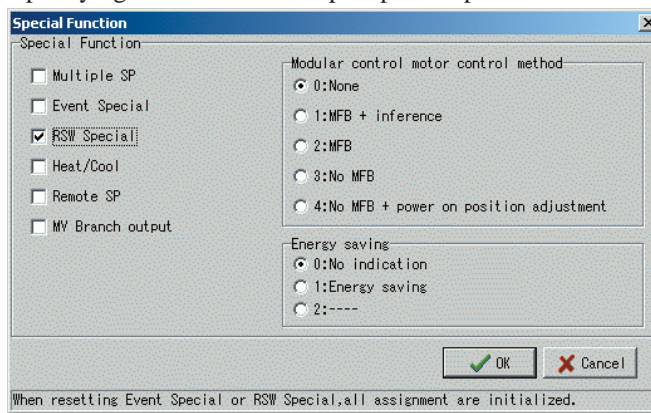 Special Function
Special Function
Multiple SP
Event Special
RSW Special
Heat/Cool
Remote SP
MV Branch output
Modular control motor control method
0:None
1:MFB + inference
2:MFB
3:No MFB
4:No MFB + power on position adjustment
Energy saving
0:No indication
1:Energy saving
2:----
OK
Cancel
When resetting Event Special or RSW Special,all assignment are initialized.